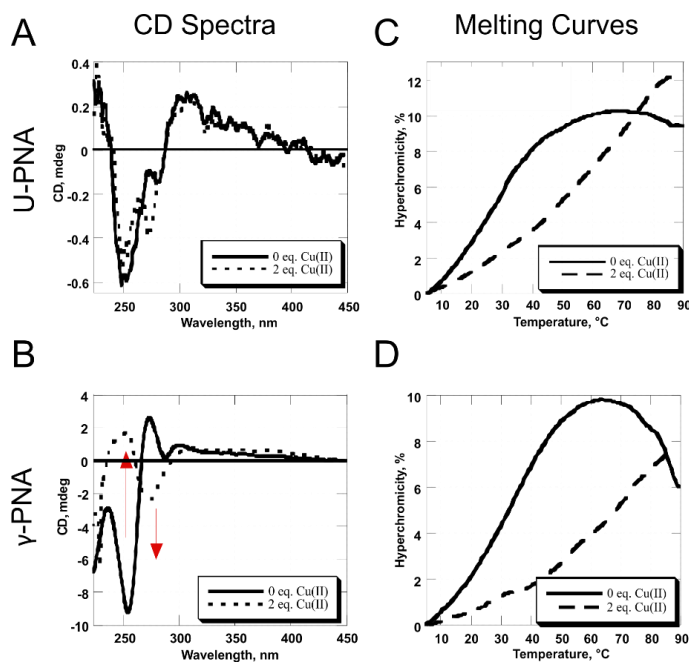 A
CD Spectra
C
Melting Curves
U-PNA
0.4
0.2
0
-0.2
-0.4
-0.6
CD, mdeg
0 eq. Cu(II)
2 eq. Cu(II)
250 300 350 400 450
Wavelength, nm
12
10
8
6
4
2
0
Hyperchromicity, %
0 eq. Cu(II)
2 eq. Cu(II)
10 20 30 40 50 60 70 80 90
Temperature, °C
B
D
γ-PNA
4
2
0
-2
-4
-6
-8
-10
CD, mdeg
0 eq. Cu(II)
2 eq. Cu(II)
250 300 350 400 450
Wavelength, nm
10
8
6
4
2
0
Hyperchromicity, %
0 eq. Cu(II)
2 eq. Cu(II)
10 20 30 40 50 60 70 80 90
Temperature, °C